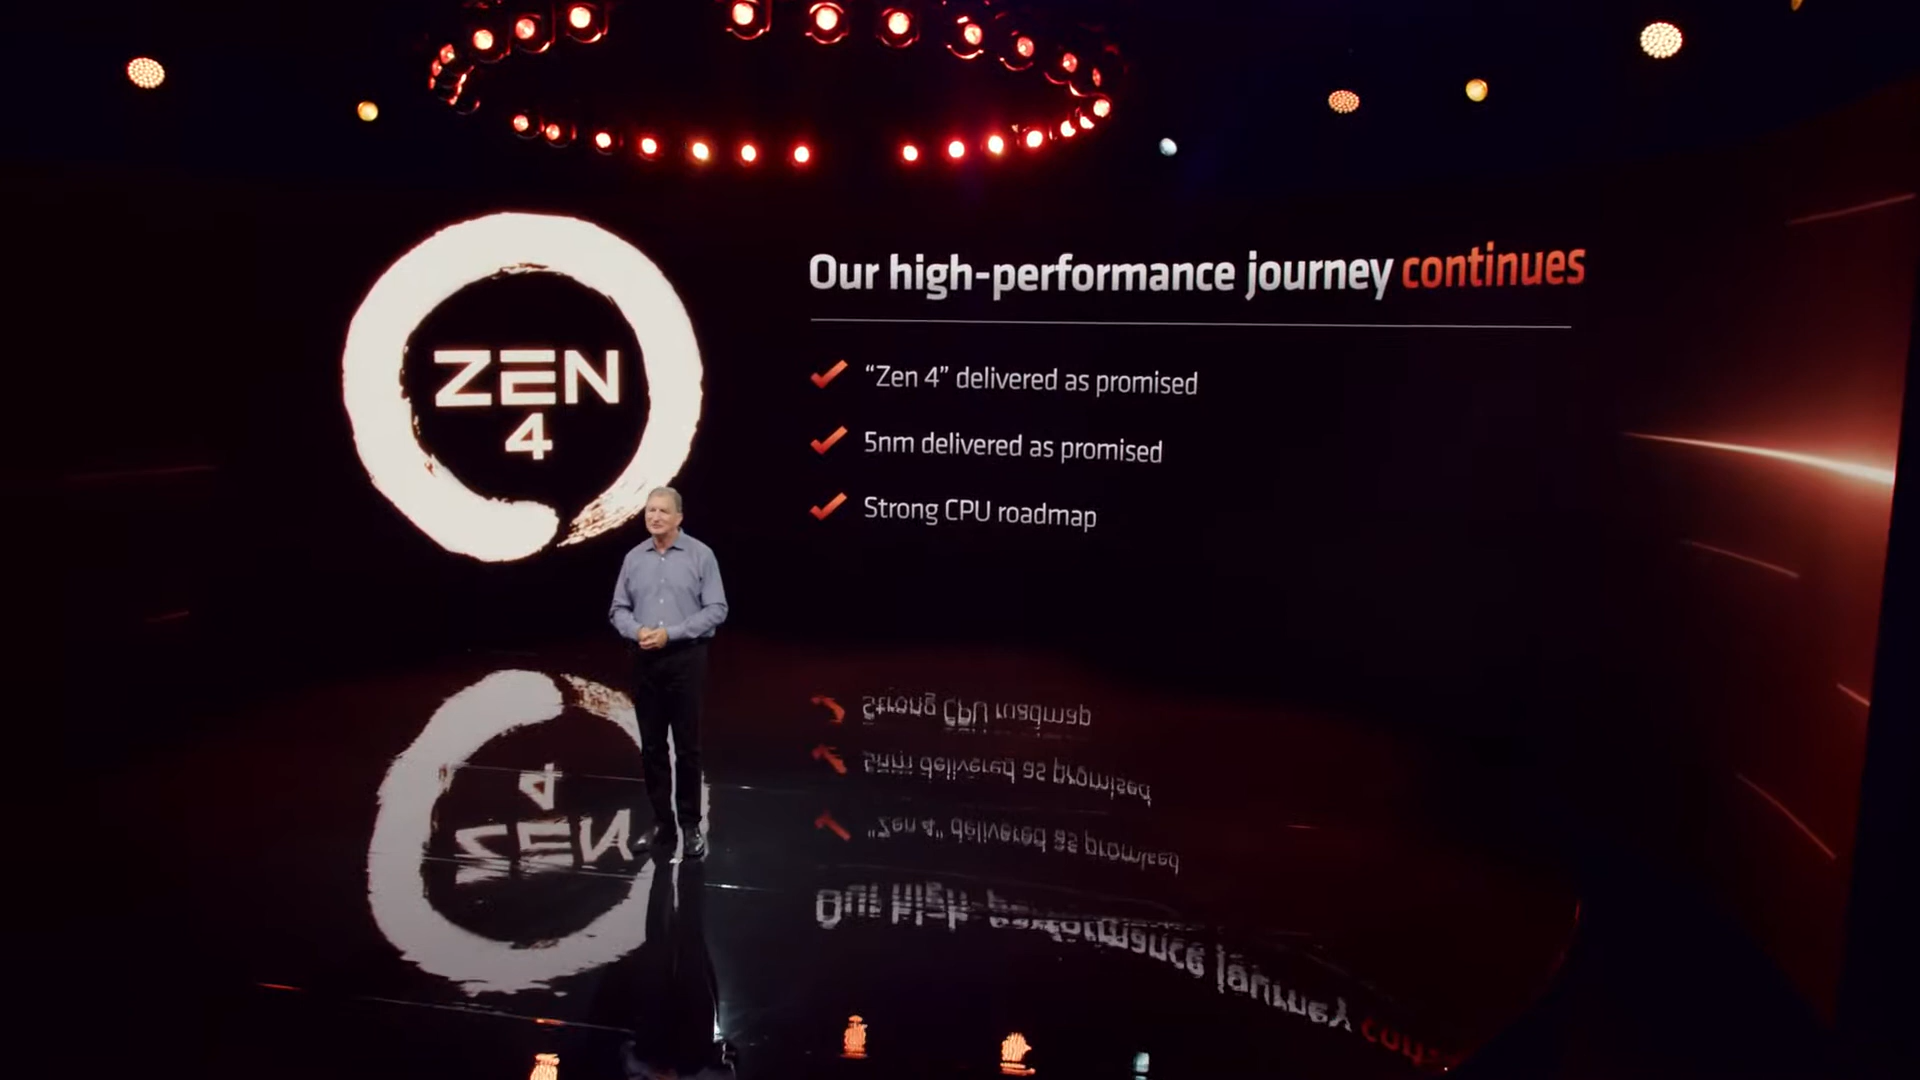 ZEN
4
Our high-performance journey continues
“Zen 4” delivered as promised
5nm delivered as promised
Strong CPU roadmap